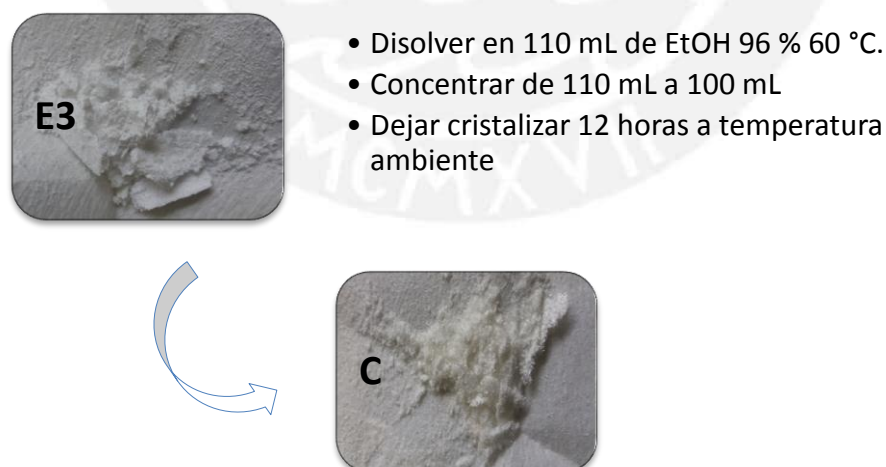 • Disolver en 110 mL de EtOH 96 % 60 °C.
• Concentrar de 110 mL a 100 mL
• Dejar cristalizar 12 horas a temperatura
ambiente
E3
MCMXVII
C